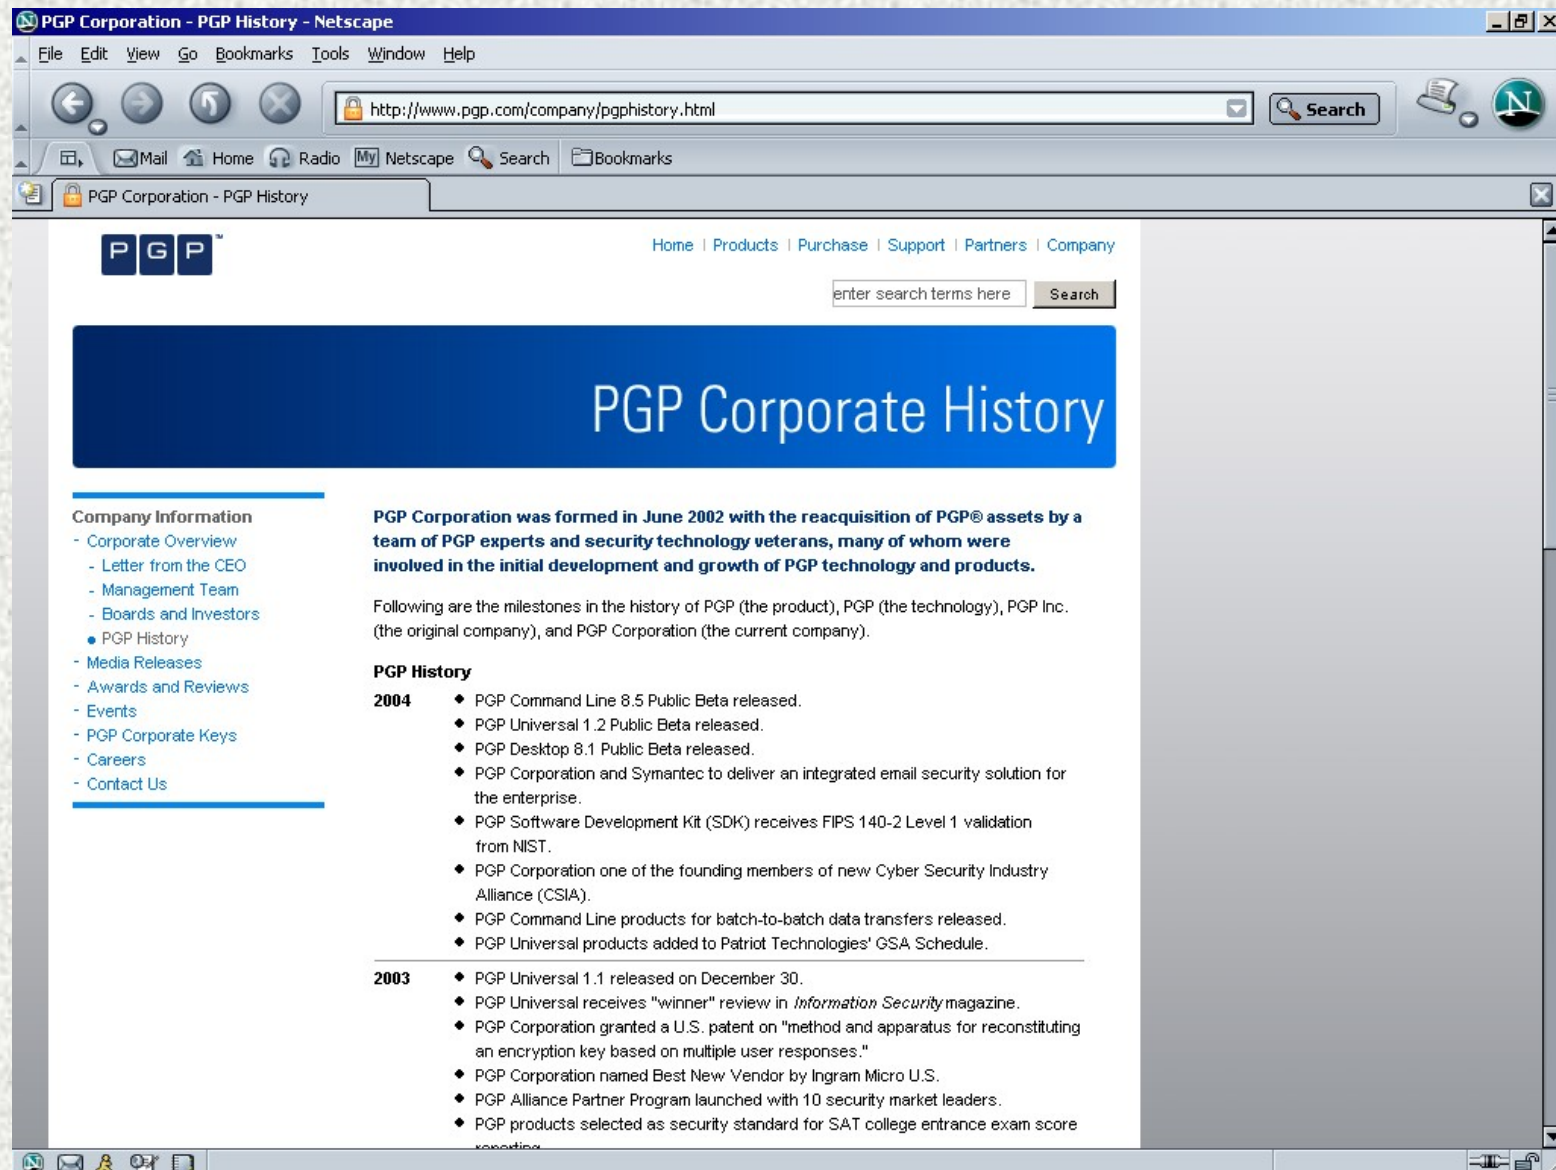 PGP Corporation - PGP History - Netscape
File Edit View Go Bookmarks Tools Window Help
http://www.pgp.com/company/pgphistory.html
Search
N
Mail Home Radio My Netscape Search Bookmarks
PGP Corporation - PGP History
PGP™
Home | Products | Purchase | Support | Partners | Company
enter search terms here Search
PGP Corporate History
Company Information
- Corporate Overview
- Letter from the CEO
- Management Team
- Boards and Investors
• PGP History
- Media Releases
- Awards and Reviews
- Events
- PGP Corporate Keys
- Careers
- Contact Us
PGP Corporation was formed in June 2002 with the reacquisition of PGP® assets by a
team of PGP experts and security technology veterans, many of whom were
involved in the initial development and growth of PGP technology and products.
Following are the milestones in the history of PGP (the product), PGP (the technology), PGP Inc.
(the original company), and PGP Corporation (the current company).
PGP History
2004 ♦ PGP Command Line 8.5 Public Beta released.
♦ PGP Universal 1.2 Public Beta released.
♦ PGP Desktop 8.1 Public Beta released.
♦ PGP Corporation and Symantec to deliver an integrated email security solution for
the enterprise.
♦ PGP Software Development Kit (SDK) receives FIPS 140-2 Level 1 validation
from NIST.
♦ PGP Corporation one of the founding members of new Cyber Security Industry
Alliance (CSIA).
♦ PGP Command Line products for batch-to-batch data transfers released.
♦ PGP Universal products added to Patriot Technologies' GSA Schedule.
2003 ♦ PGP Universal 1.1 released on December 30.
♦ PGP Universal receives "winner" review in Information Security magazine.
♦ PGP Corporation granted a U.S. patent on "method and apparatus for reconstituting
an encryption key based on multiple user responses."
♦ PGP Corporation named Best New Vendor by Ingram Micro U.S.
♦ PGP Alliance Partner Program launched with 10 security market leaders.
♦ PGP products selected as security standard for SAT college entrance exam score